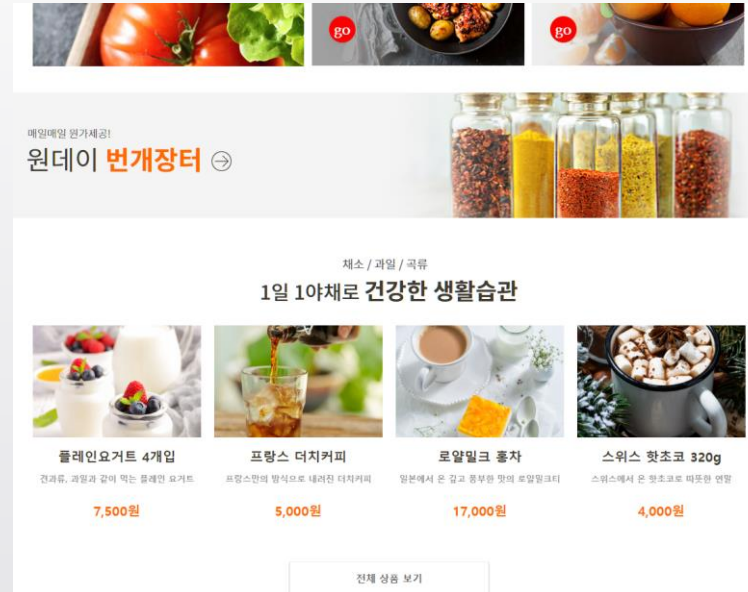 go
go
매일매일 원가세공!
원데이 번개장터
채소 / 과일 / 곡류
1일 1야채로 건강한 생활습관
플레인요거트 4개입
견과류, 과일과 같이 먹는 플레인 요거트
7,500원
프랑스 더치커피
프랑스만의 방식으로 내려진 더치커피
5,000원
로얄밀크 홍차
일본에서 온 깊고 풍부한 맛의 로얄밀크티
17,000원
스위스 핫초코 320g
스위스에서 온 핫초코로 따뜻한 연말
4,000원
전체 상품 보기